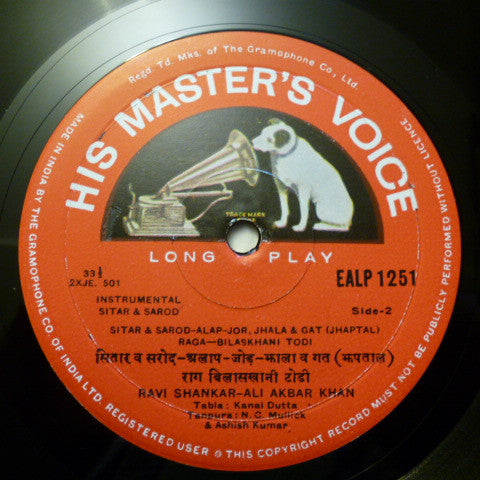 Regd. Td. Mks. of The Gramophone Co., Ltd.
HIS MASTER'S VOICE
TRADE MARK
LONG PLAY
33⅓
2XJE. 501
EALP 1251
INSTRUMENTAL
SITAR & SAROD
Side-2
SITAR & SAROD-ALAP-JOR, JHALA & GAT (JHAPTAL)
RAGA—BILASKHANI TODI
सितार व सरोद-अलाप-जोड-झाला व गत (झपताल)
राग बिलासखानी टोडी
RAVI SHANKAR-ALI AKBAR KHAN
Tabla : Kanai Dutta
Tanpura : N. C. Mullick
& Ashish Kumar
MADE IN INDIA BY THE GRAMOPHONE CO. OF INDIA LTD. REGISTERED USER ⊛ THIS COPYRIGHT RECORD MUST NOT BE PUBLICLY PERFORMED WITHOUT LICENCE